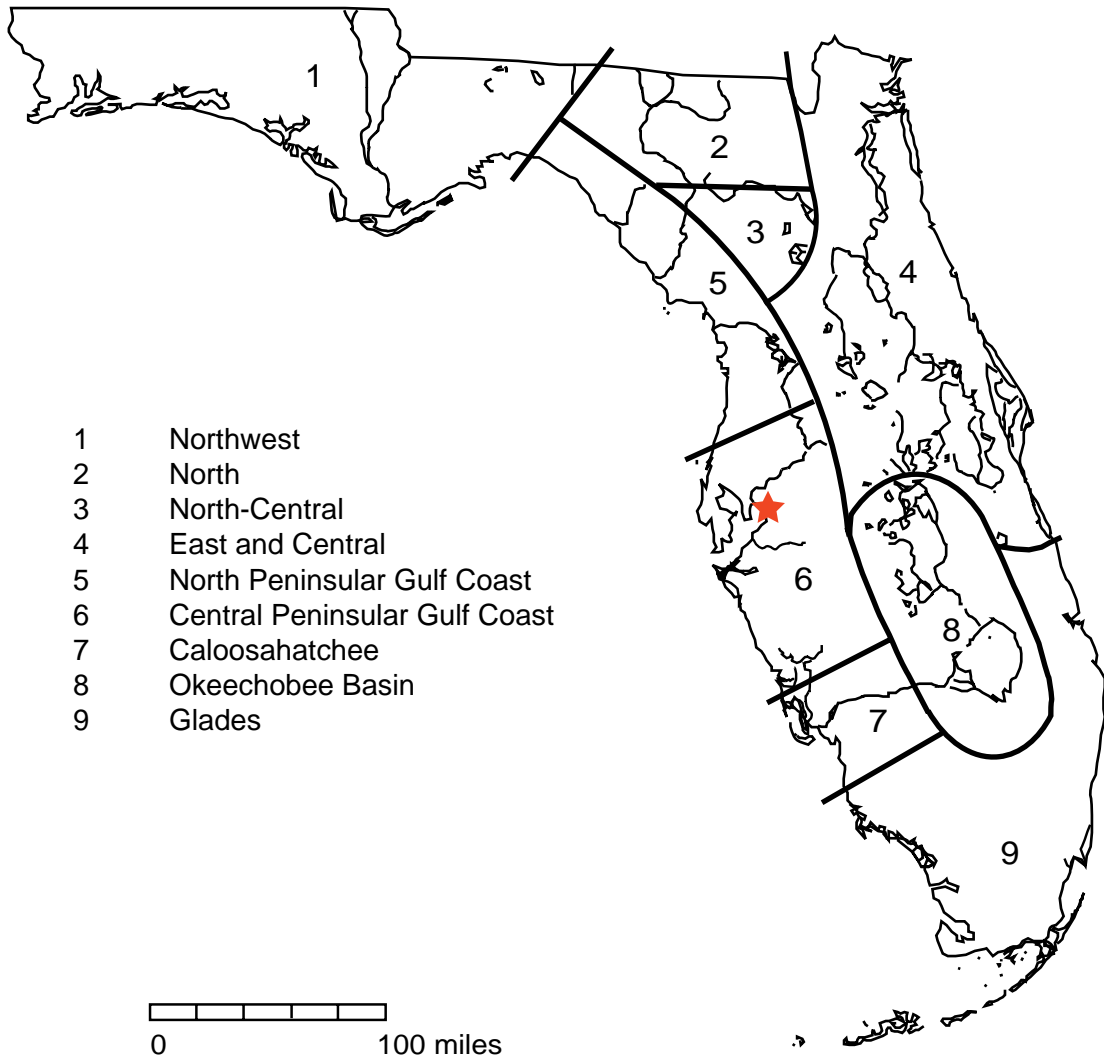 1
2
3
4
5
1 Northwest
2 North
3 North-Central
4 East and Central
5 North Peninsular Gulf Coast
6 Central Peninsular Gulf Coast
7 Caloosahatchee
8 Okeechobee Basin
9 Glades
6
8
7
9
0 100 miles